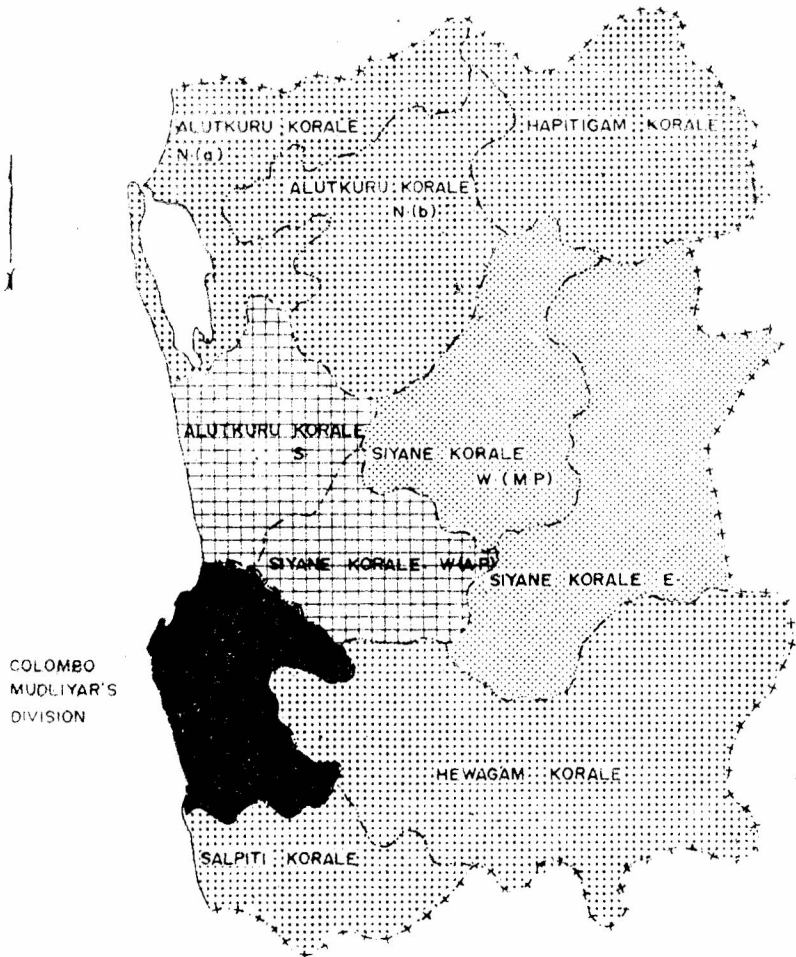 ALUTKURU KORALE
N·(a)
HAPITIGAM KORALE
ALUTKURU KORALE
N·(b)
ALUTKURU KORALE
S·
SIYANE KORALE
W·(M P)
SIYANE KORALE W(A.P)
SIYANE KORALE E·
COLOMBO
MUDLIYAR'S
DIVISION
HEWAGAM KORALE
SALPITI KORALE